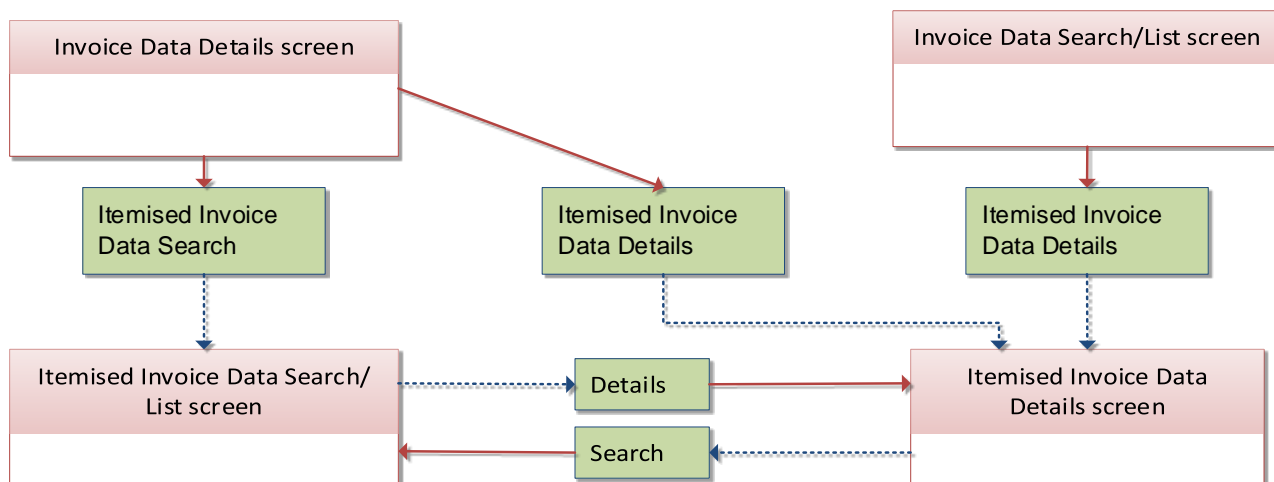 Invoice Data Details screen
Invoice Data Search/List screen
Itemised Invoice
Data Search
Itemised Invoice
Data Details
Itemised Invoice
Data Details
Itemised Invoice Data Search/
List screen
Details
Search
Itemised Invoice Data
Details screen